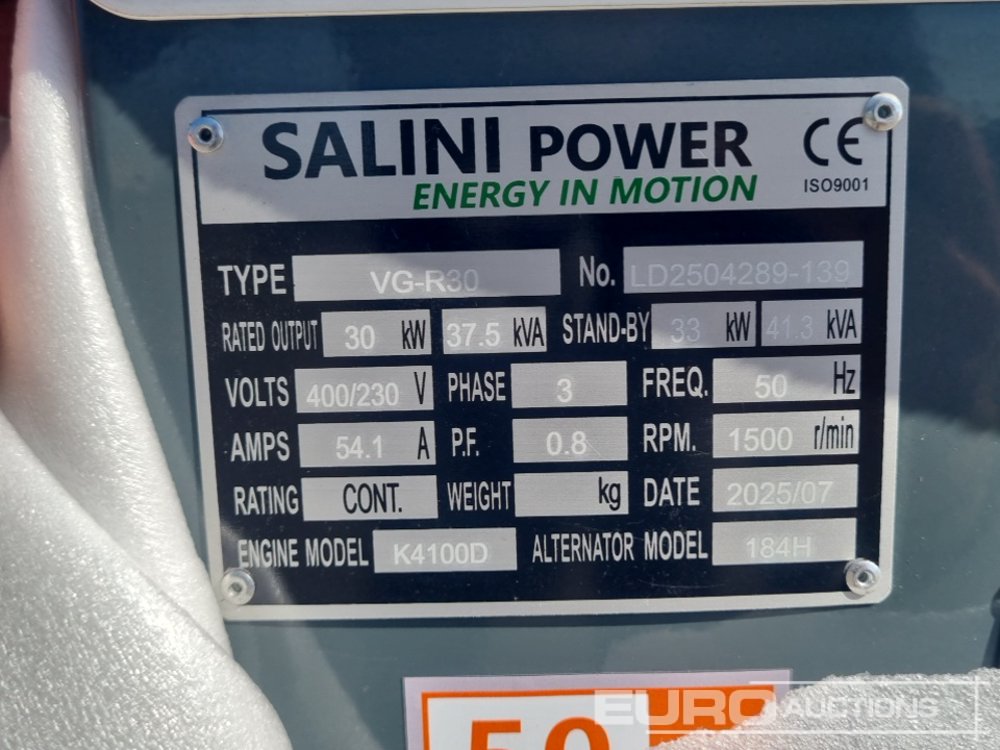 SALINI POWER CE
ENERGY IN MOTION ISO9001
TYPE VG-R30 No. LD2504289-139
RATED OUTPUT 30 kW 37.5 kVA STAND-BY 33 kW 41.3 kVA
VOLTS 400/230 V PHASE 3 FREQ. 50 Hz
AMPS 54.1 A P.F. 0.8 RPM. 1500 r/min
RATING CONT. WEIGHT kg DATE 2025/07
ENGINE MODEL K4100D ALTERNATOR MODEL 184H
50
EURO AUCTIONS